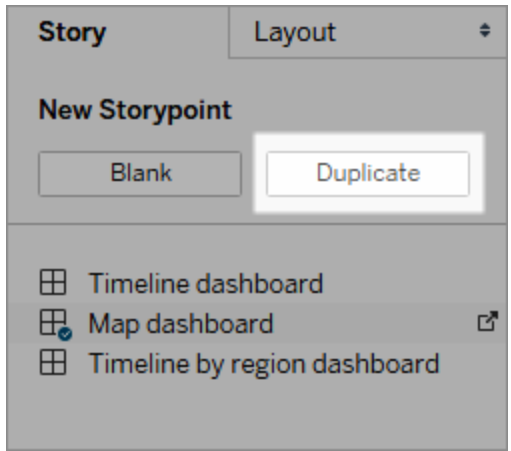 Story Layout
New Storypoint
Blank Duplicate
Timeline dashboard
Map dashboard
Timeline by region dashboard